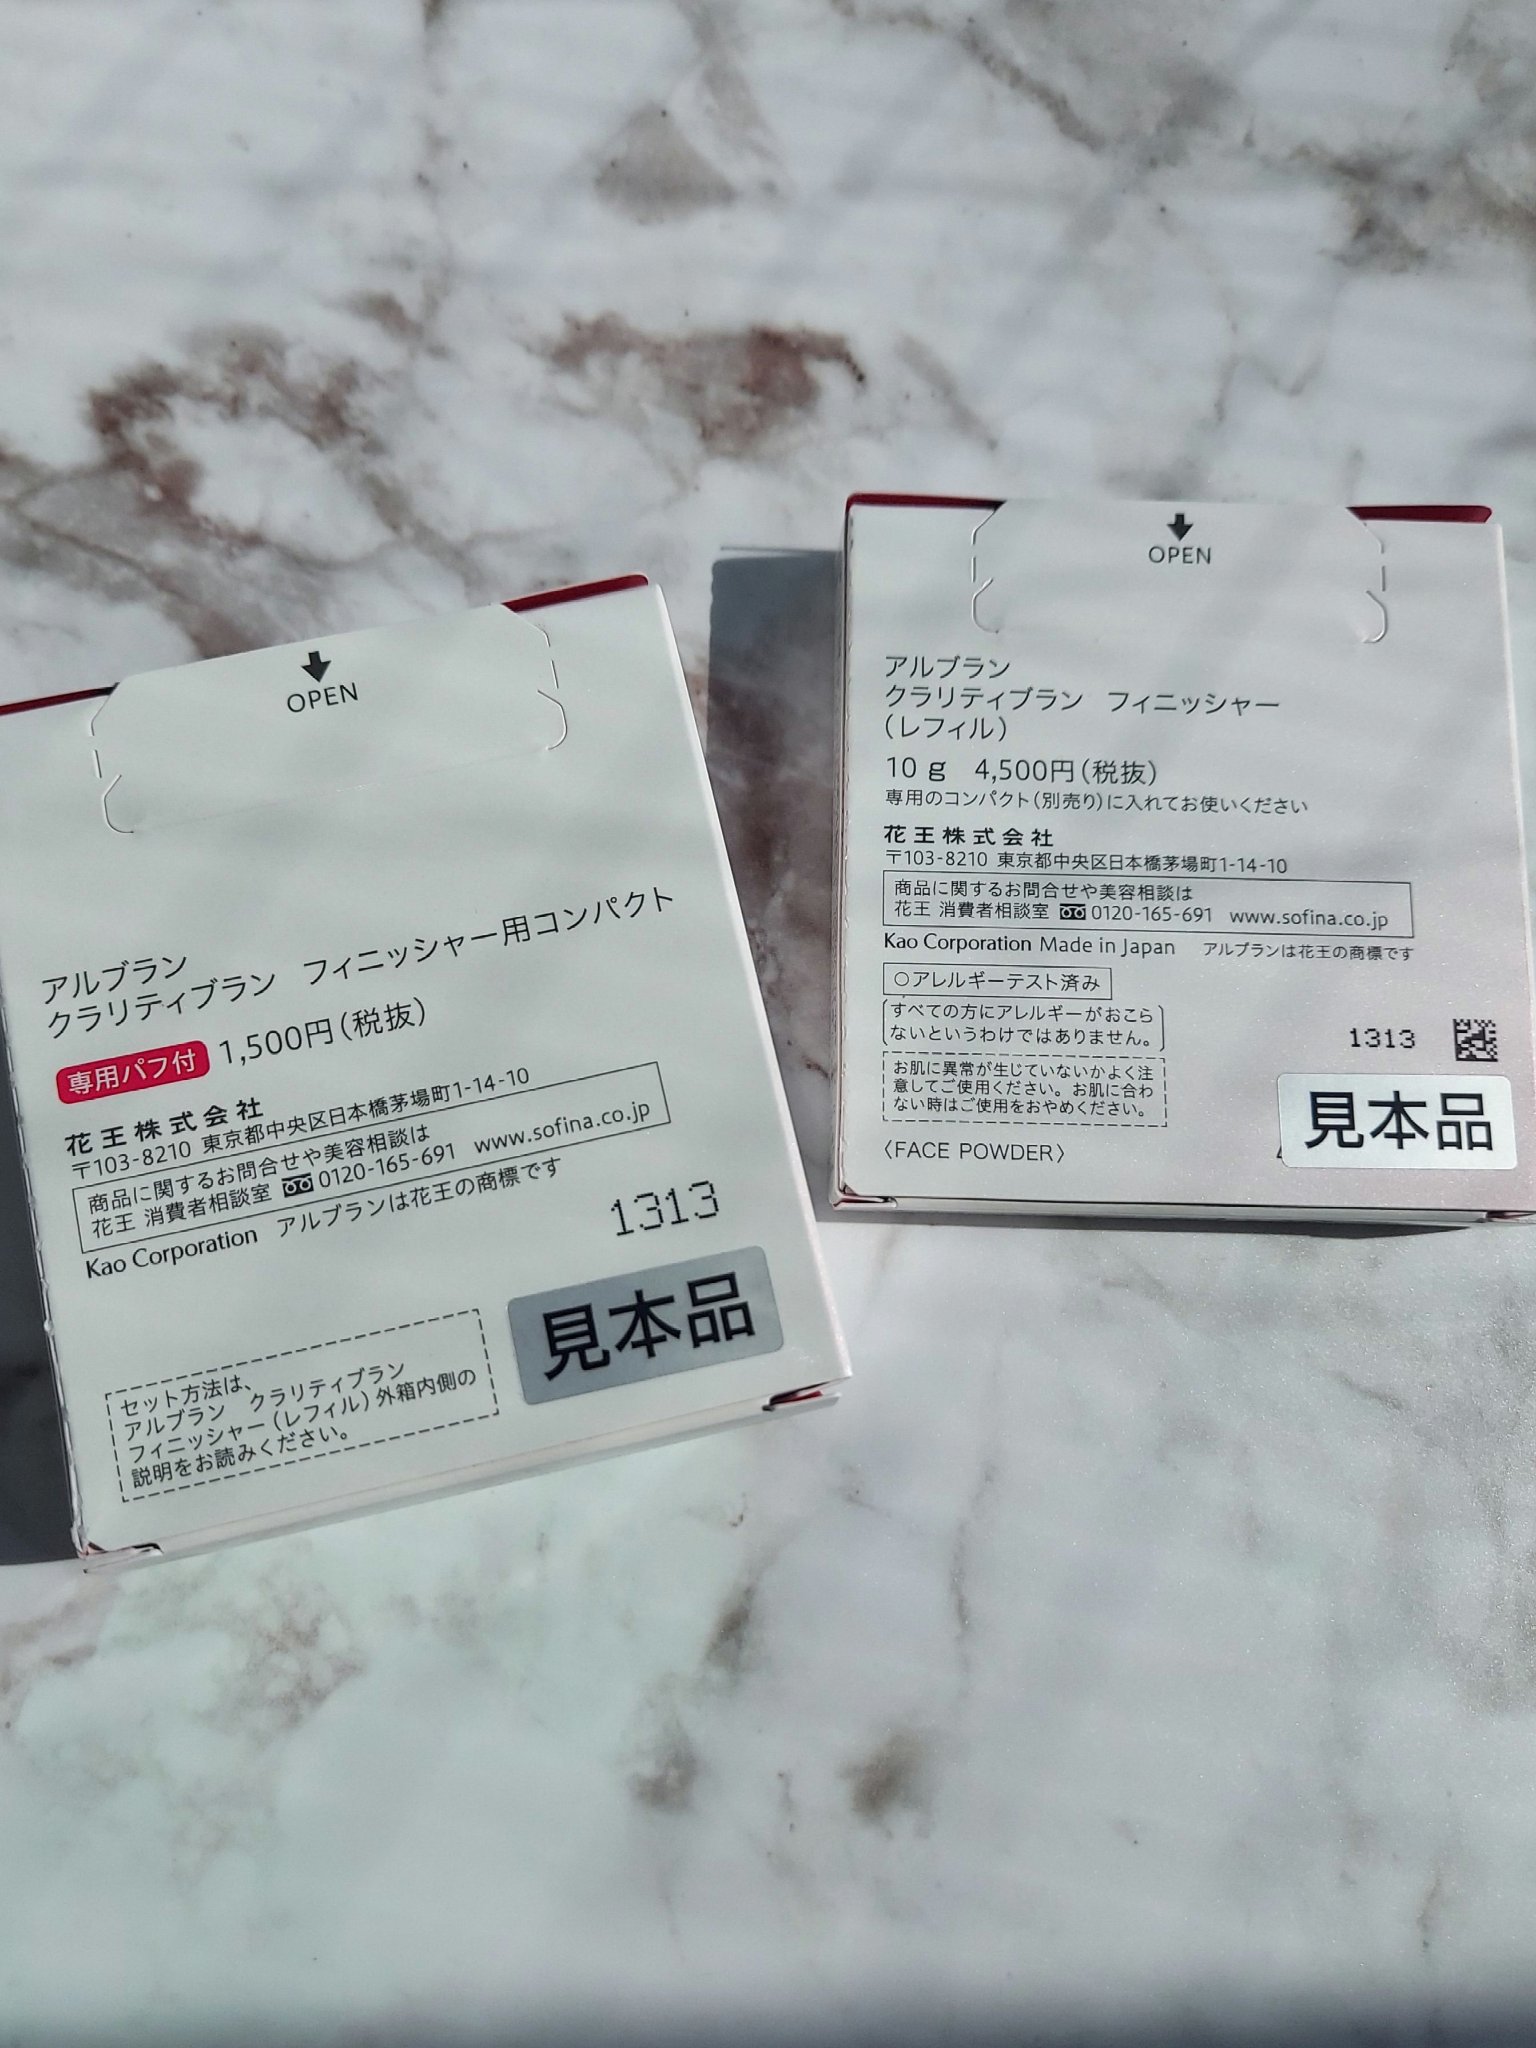 OPEN
アルブラン
クラリティブラン フィニッシャー用コンパクト
専用パフ付 1,500円(税抜)
花王株式会社
〒103-8210 東京都中央区日本橋茅場町1-14-10
商品に関するお問合せや美容相談は
花王 消費者相談室 0120-165-691 www.sofina.co.jp
Kao Corporation アルブランは花王の商標です
1313
見本品
セット方法は、
アルブラン クラリティブラン
フィニッシャー(レフィル)外箱内側の
説明をお読みください。
OPEN
アルブラン
クラリティブラン フィニッシャー
(レフィル)
10 g 4,500円(税抜)
専用のコンパクト(別売り)に入れてお使いください
花王株式会社
〒103-8210 東京都中央区日本橋茅場町1-14-10
商品に関するお問合せや美容相談は
花王 消費者相談室 0120-165-691 www.sofina.co.jp
Kao Corporation Made in Japan アルブランは花王の商標です
○アレルギーテスト済み
すべての方にアレルギーがおこら
ないというわけではありません。
1313
お肌に異常が生じていないかよく注
意してご使用ください。お肌に合わ
ない時はご使用をおやめください。
見本品
〈FACE POWDER〉